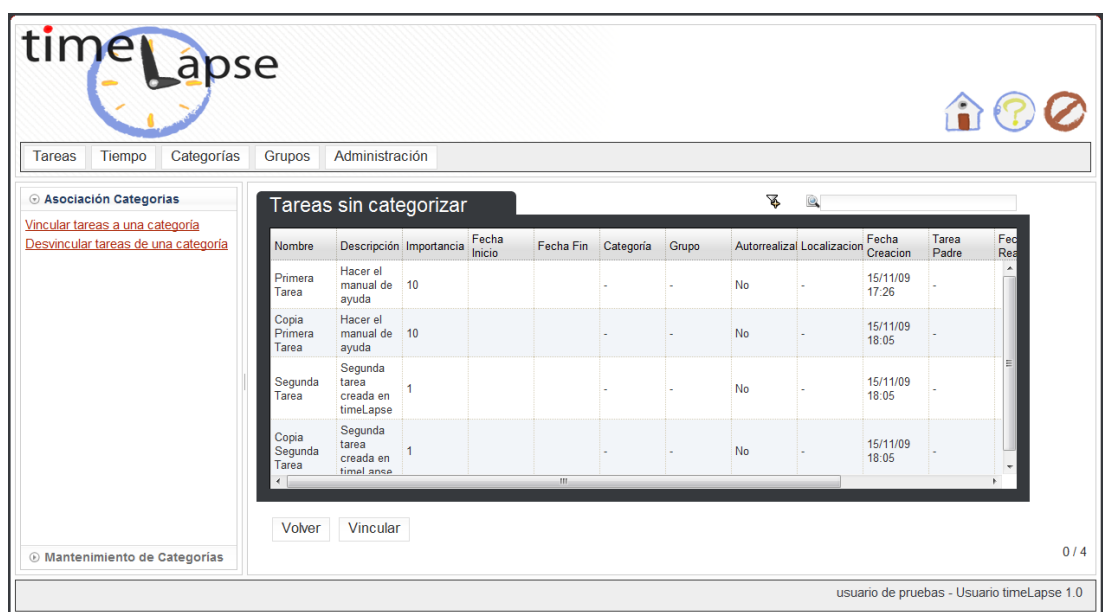 timeLapse
Tareas Tiempo Categorías Grupos Administración
Asociación Categorias
Vincular tareas a una categoría
Desvincular tareas de una categoría
Mantenimiento de Categorías
Tareas sin categorizar
Nombre Descripción Importancia Fecha Inicio Fecha Fin Categoría Grupo Autorrealizal Localizacion Fecha Creacion Tarea Padre Fec Rea
Primera Tarea Hacer el manual de ayuda 10 - - No - 15/11/09 17:26 -
Copia Primera Tarea Hacer el manual de ayuda 10 - - No - 15/11/09 18:05 -
Segunda Tarea Segunda tarea creada en timeLapse 1 - - No - 15/11/09 18:05 -
Copia Segunda Tarea Segunda tarea creada en timeLapse 1 - - No - 15/11/09 18:05 -
Volver Vincular
0 / 4
usuario de pruebas - Usuario timeLapse 1.0